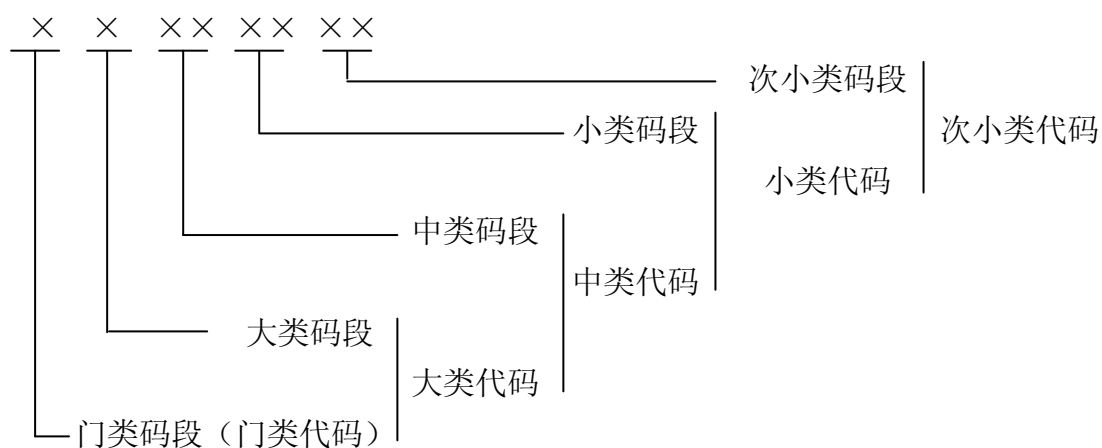 × × ×× ×× ××
次小类码段
小类码段
次小类代码
小类代码
中类码段
中类代码
大类码段
大类代码
门类码段（门类代码）